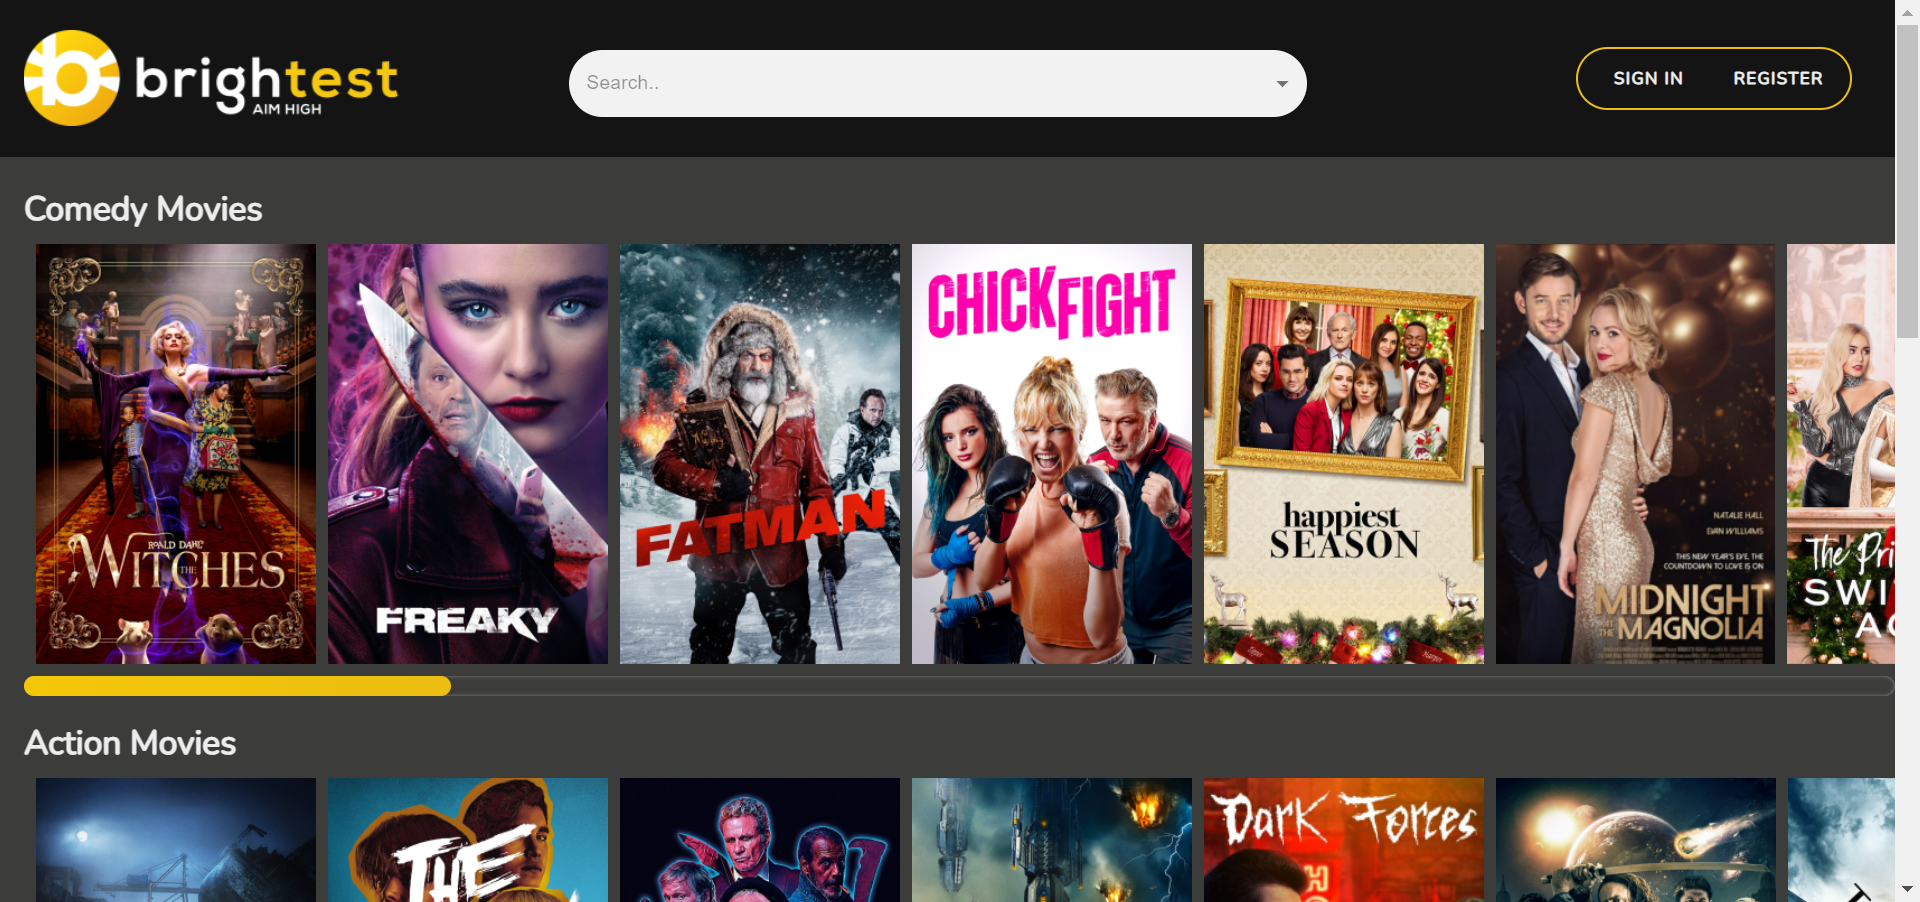 brightest
AIM HIGH
Search..
SIGN IN
REGISTER
Comedy Movies
ROALD DAHL'S
THE WITCHES
FREAKY
FATMAN
CHICK FIGHT
happiest
SEASON
NATALIE HALL
EVAN WILLIAMS
THIS NEW YEAR'S EVE, THE
COUNTDOWN TO LOVE IS ON
MIDNIGHT
AT THE MAGNOLIA
The Pri
SWI
AG
Action Movies
THE
Dark Forces